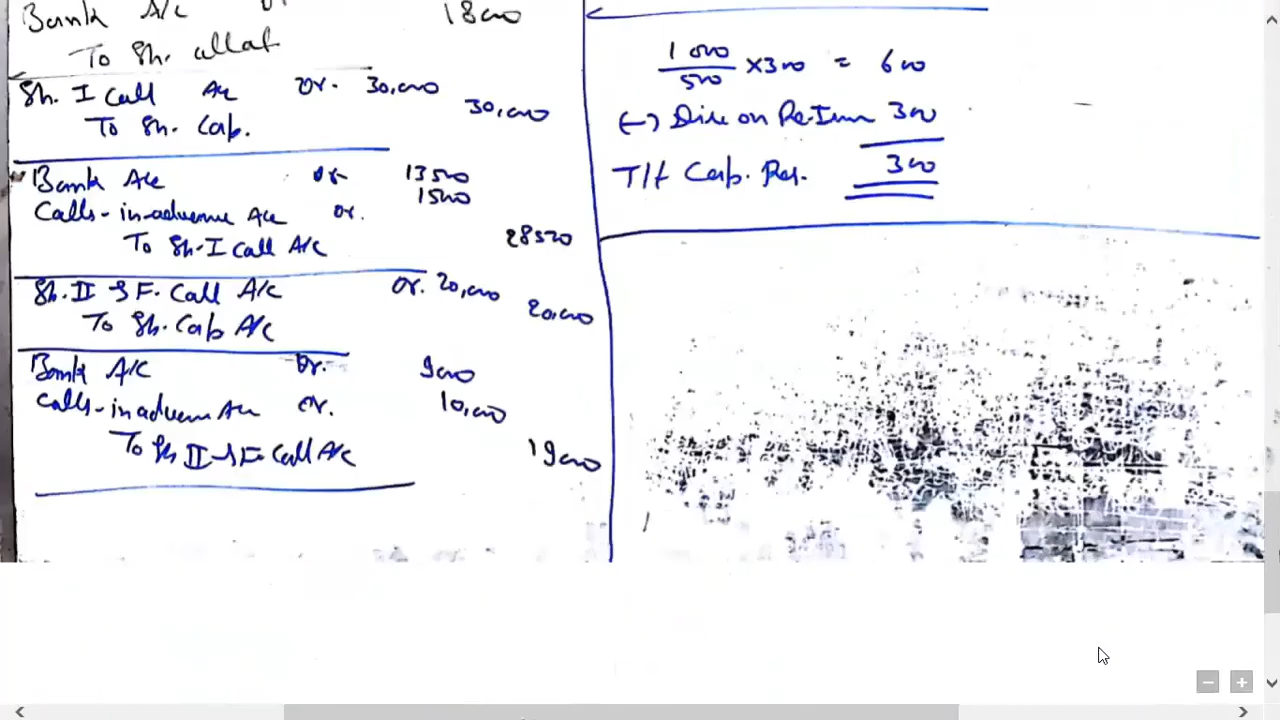 Bank A/c Dr 1800
To Sh. allot
Sh. I Call A/c Dr. 30,000
To Sh. Cap. 30,000
Bank A/c Dr 13500
Calls-in-advance A/c Dr. 1500
To Sh. I Call A/c 28500
Sh. II & F. Call A/c Dr. 20,000
To Sh. Cap A/c 20,000
Bank A/c Dr. 9000
Calls-in advance A/c Dr. 10,000
To Sh II & F. Call A/c 19000
1000/500 ×300 = 600
(-) Disc on Re-Issue 300
T/f Cap. Res. 300